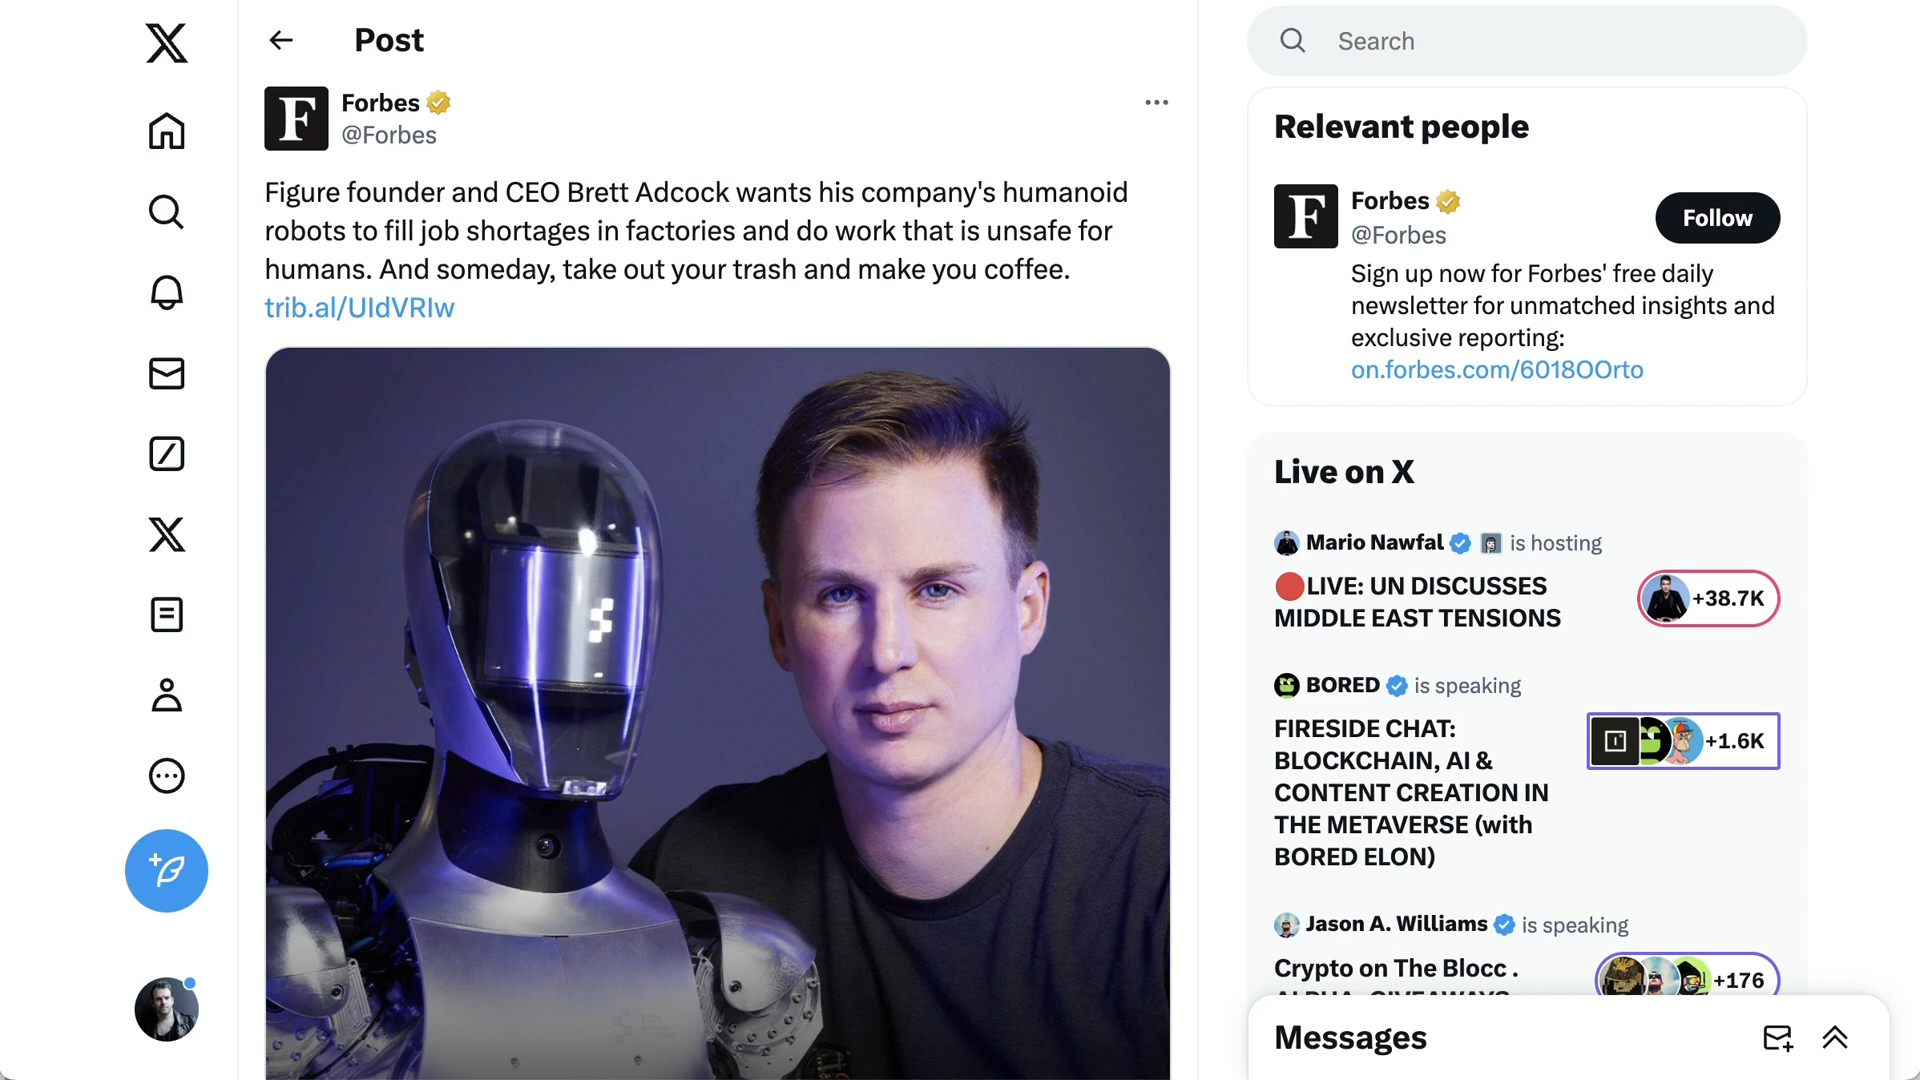 Post
Forbes
@Forbes
Figure founder and CEO Brett Adcock wants his company's humanoid
robots to fill job shortages in factories and do work that is unsafe for
humans. And someday, take out your trash and make you coffee.
trib.al/UIdVRIw
Search
Relevant people
Forbes
@Forbes
Follow
Sign up now for Forbes' free daily
newsletter for unmatched insights and
exclusive reporting:
on.forbes.com/6018OOrto
Live on X
Mario Nawfal is hosting
LIVE: UN DISCUSSES
MIDDLE EAST TENSIONS
+38.7K
BORED is speaking
FIRESIDE CHAT:
BLOCKCHAIN, AI &
CONTENT CREATION IN
THE METAVERSE (with
BORED ELON)
+1.6K
Jason A. Williams is speaking
Crypto on The Blocc .
+176
Messages